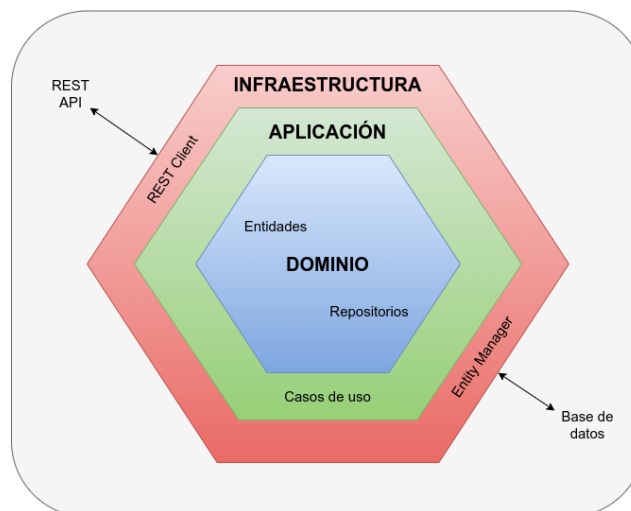 INFRAESTRUCTURA
REST
API
APLICACIÓN
REST Client
Entidades
DOMINIO
Repositorios
Entity Manager
Casos de uso
Base de
datos